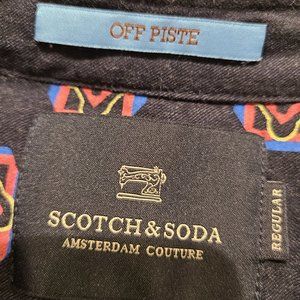 OFF PISTE
SCOTCH & SODA
AMSTERDAM COUTURE
REGULAR